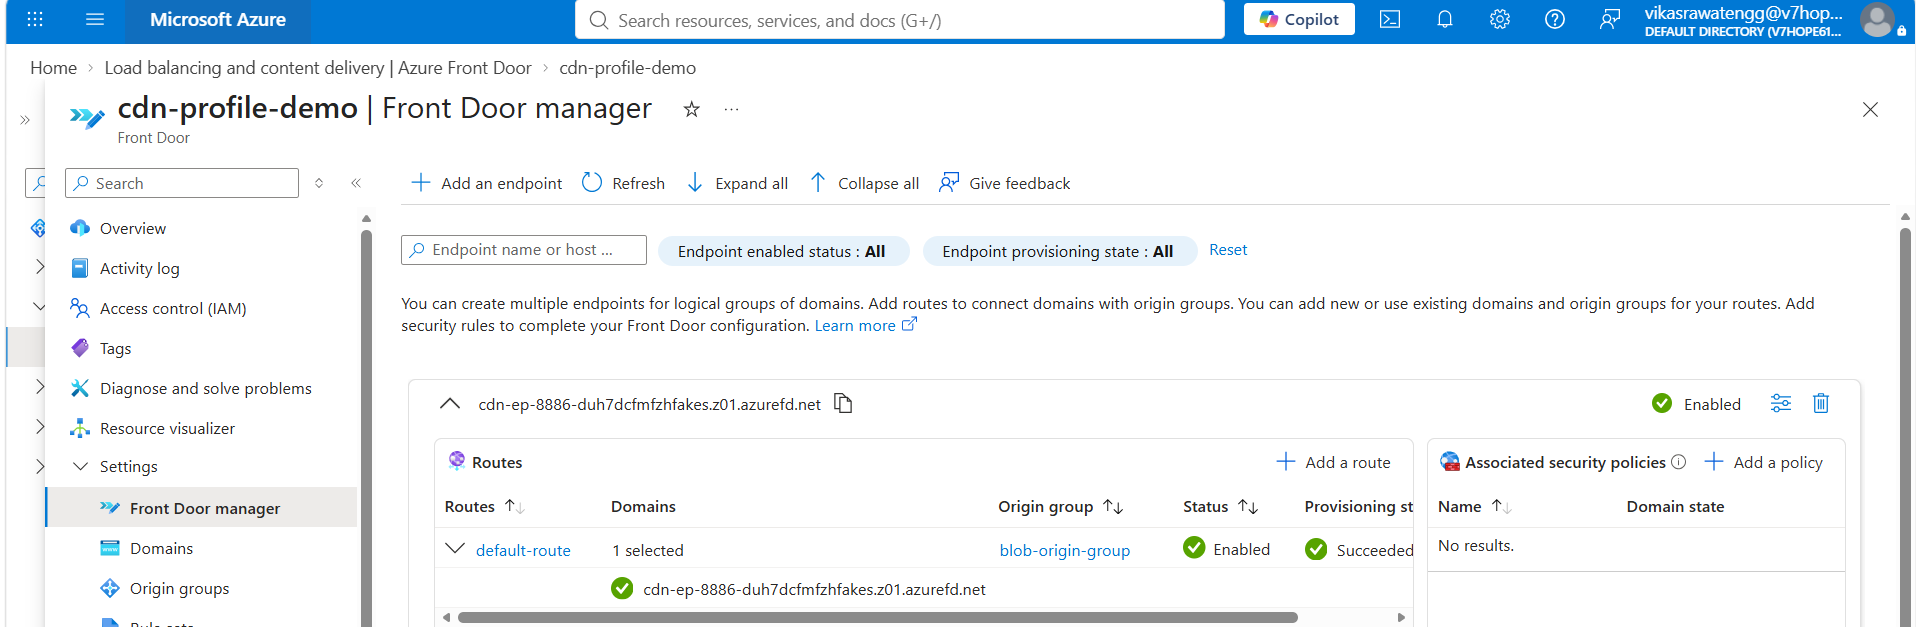 Microsoft Azure
Search resources, services, and docs (G+/)
Copilot
vikasrawatengg@v7hop...
DEFAULT DIRECTORY (V7HOPE61...
Home > Load balancing and content delivery | Azure Front Door > cdn-profile-demo
cdn-profile-demo | Front Door manager
Front Door
Search
Overview
Activity log
Access control (IAM)
Tags
Diagnose and solve problems
Resource visualizer
Settings
Front Door manager
Domains
Origin groups
Rule sets
Add an endpoint Refresh Expand all Collapse all Give feedback
Endpoint name or host ... Endpoint enabled status : All Endpoint provisioning state : All Reset
You can create multiple endpoints for logical groups of domains. Add routes to connect domains with origin groups. You can add new or use existing domains and origin groups for your routes. Add
security rules to complete your Front Door configuration. Learn more
cdn-ep-8886-duh7dcfmfzhfakes.z01.azurefd.net Enabled
Routes + Add a route
Routes Domains Origin group Status Provisioning st
default-route 1 selected blob-origin-group Enabled Succeeded
cdn-ep-8886-duh7dcfmfzhfakes.z01.azurefd.net
Associated security policies + Add a policy
Name Domain state
No results.